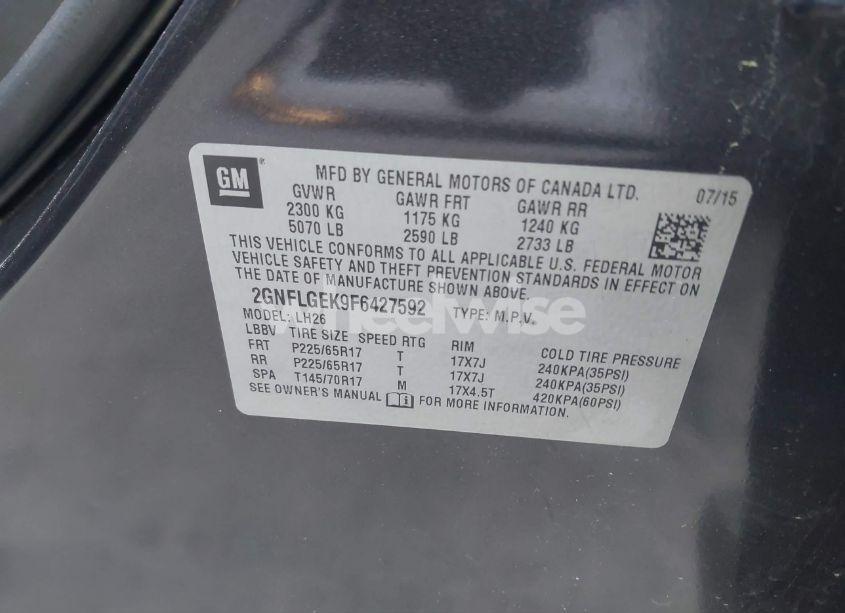 GM
MFD BY GENERAL MOTORS OF CANADA LTD. 07/15
GVWR GAWR FRT GAWR RR
2300 KG 1175 KG 1240 KG
5070 LB 2590 LB 2733 LB
THIS VEHICLE CONFORMS TO ALL APPLICABLE U.S. FEDERAL MOTOR
VEHICLE SAFETY AND THEFT PREVENTION STANDARDS IN EFFECT ON
THE DATE OF MANUFACTURE SHOWN ABOVE.
2GNFLGEK9F6427592 TYPE: M.P.V.
MODEL: LH26
LBBV TIRE SIZE SPEED RTG RIM COLD TIRE PRESSURE
FRT P225/65R17 T 17X7J 240KPA(35PSI)
RR P225/65R17 T 17X7J 240KPA(35PSI)
SPA T145/70R17 M 17X4.5T 420KPA(60PSI)
SEE OWNER'S MANUAL FOR MORE INFORMATION.
wheelwise